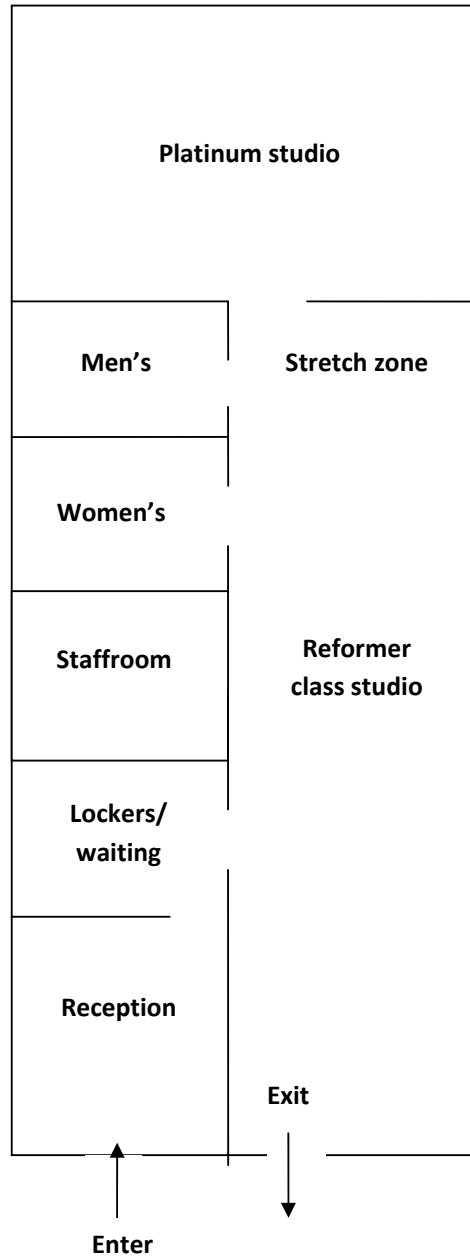 Platinum studio
Men’s
Stretch zone
Women’s
Staffroom
Reformer
class studio
Lockers/
waiting
Reception
Exit
Enter